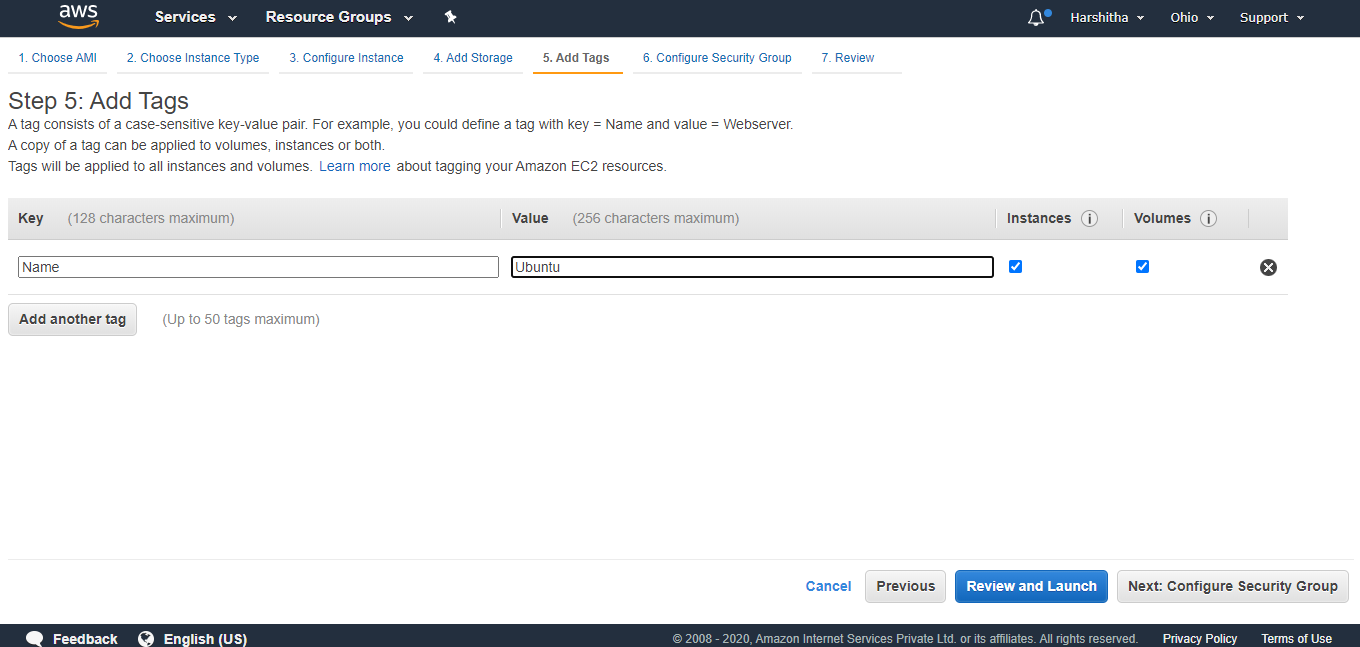 aws Services Resource Groups Harshitha Ohio Support
1. Choose AMI 2. Choose Instance Type 3. Configure Instance 4. Add Storage 5. Add Tags 6. Configure Security Group 7. Review
Step 5: Add Tags
A tag consists of a case-sensitive key-value pair. For example, you could define a tag with key = Name and value = Webserver.
A copy of a tag can be applied to volumes, instances or both.
Tags will be applied to all instances and volumes. Learn more about tagging your Amazon EC2 resources.
Key (128 characters maximum) Value (256 characters maximum) Instances i Volumes i
Name Ubuntu
Add another tag (Up to 50 tags maximum)
Cancel Previous Review and Launch Next: Configure Security Group
Feedback English (US) © 2008 - 2020, Amazon Internet Services Private Ltd. or its affiliates. All rights reserved. Privacy Policy Terms of Use